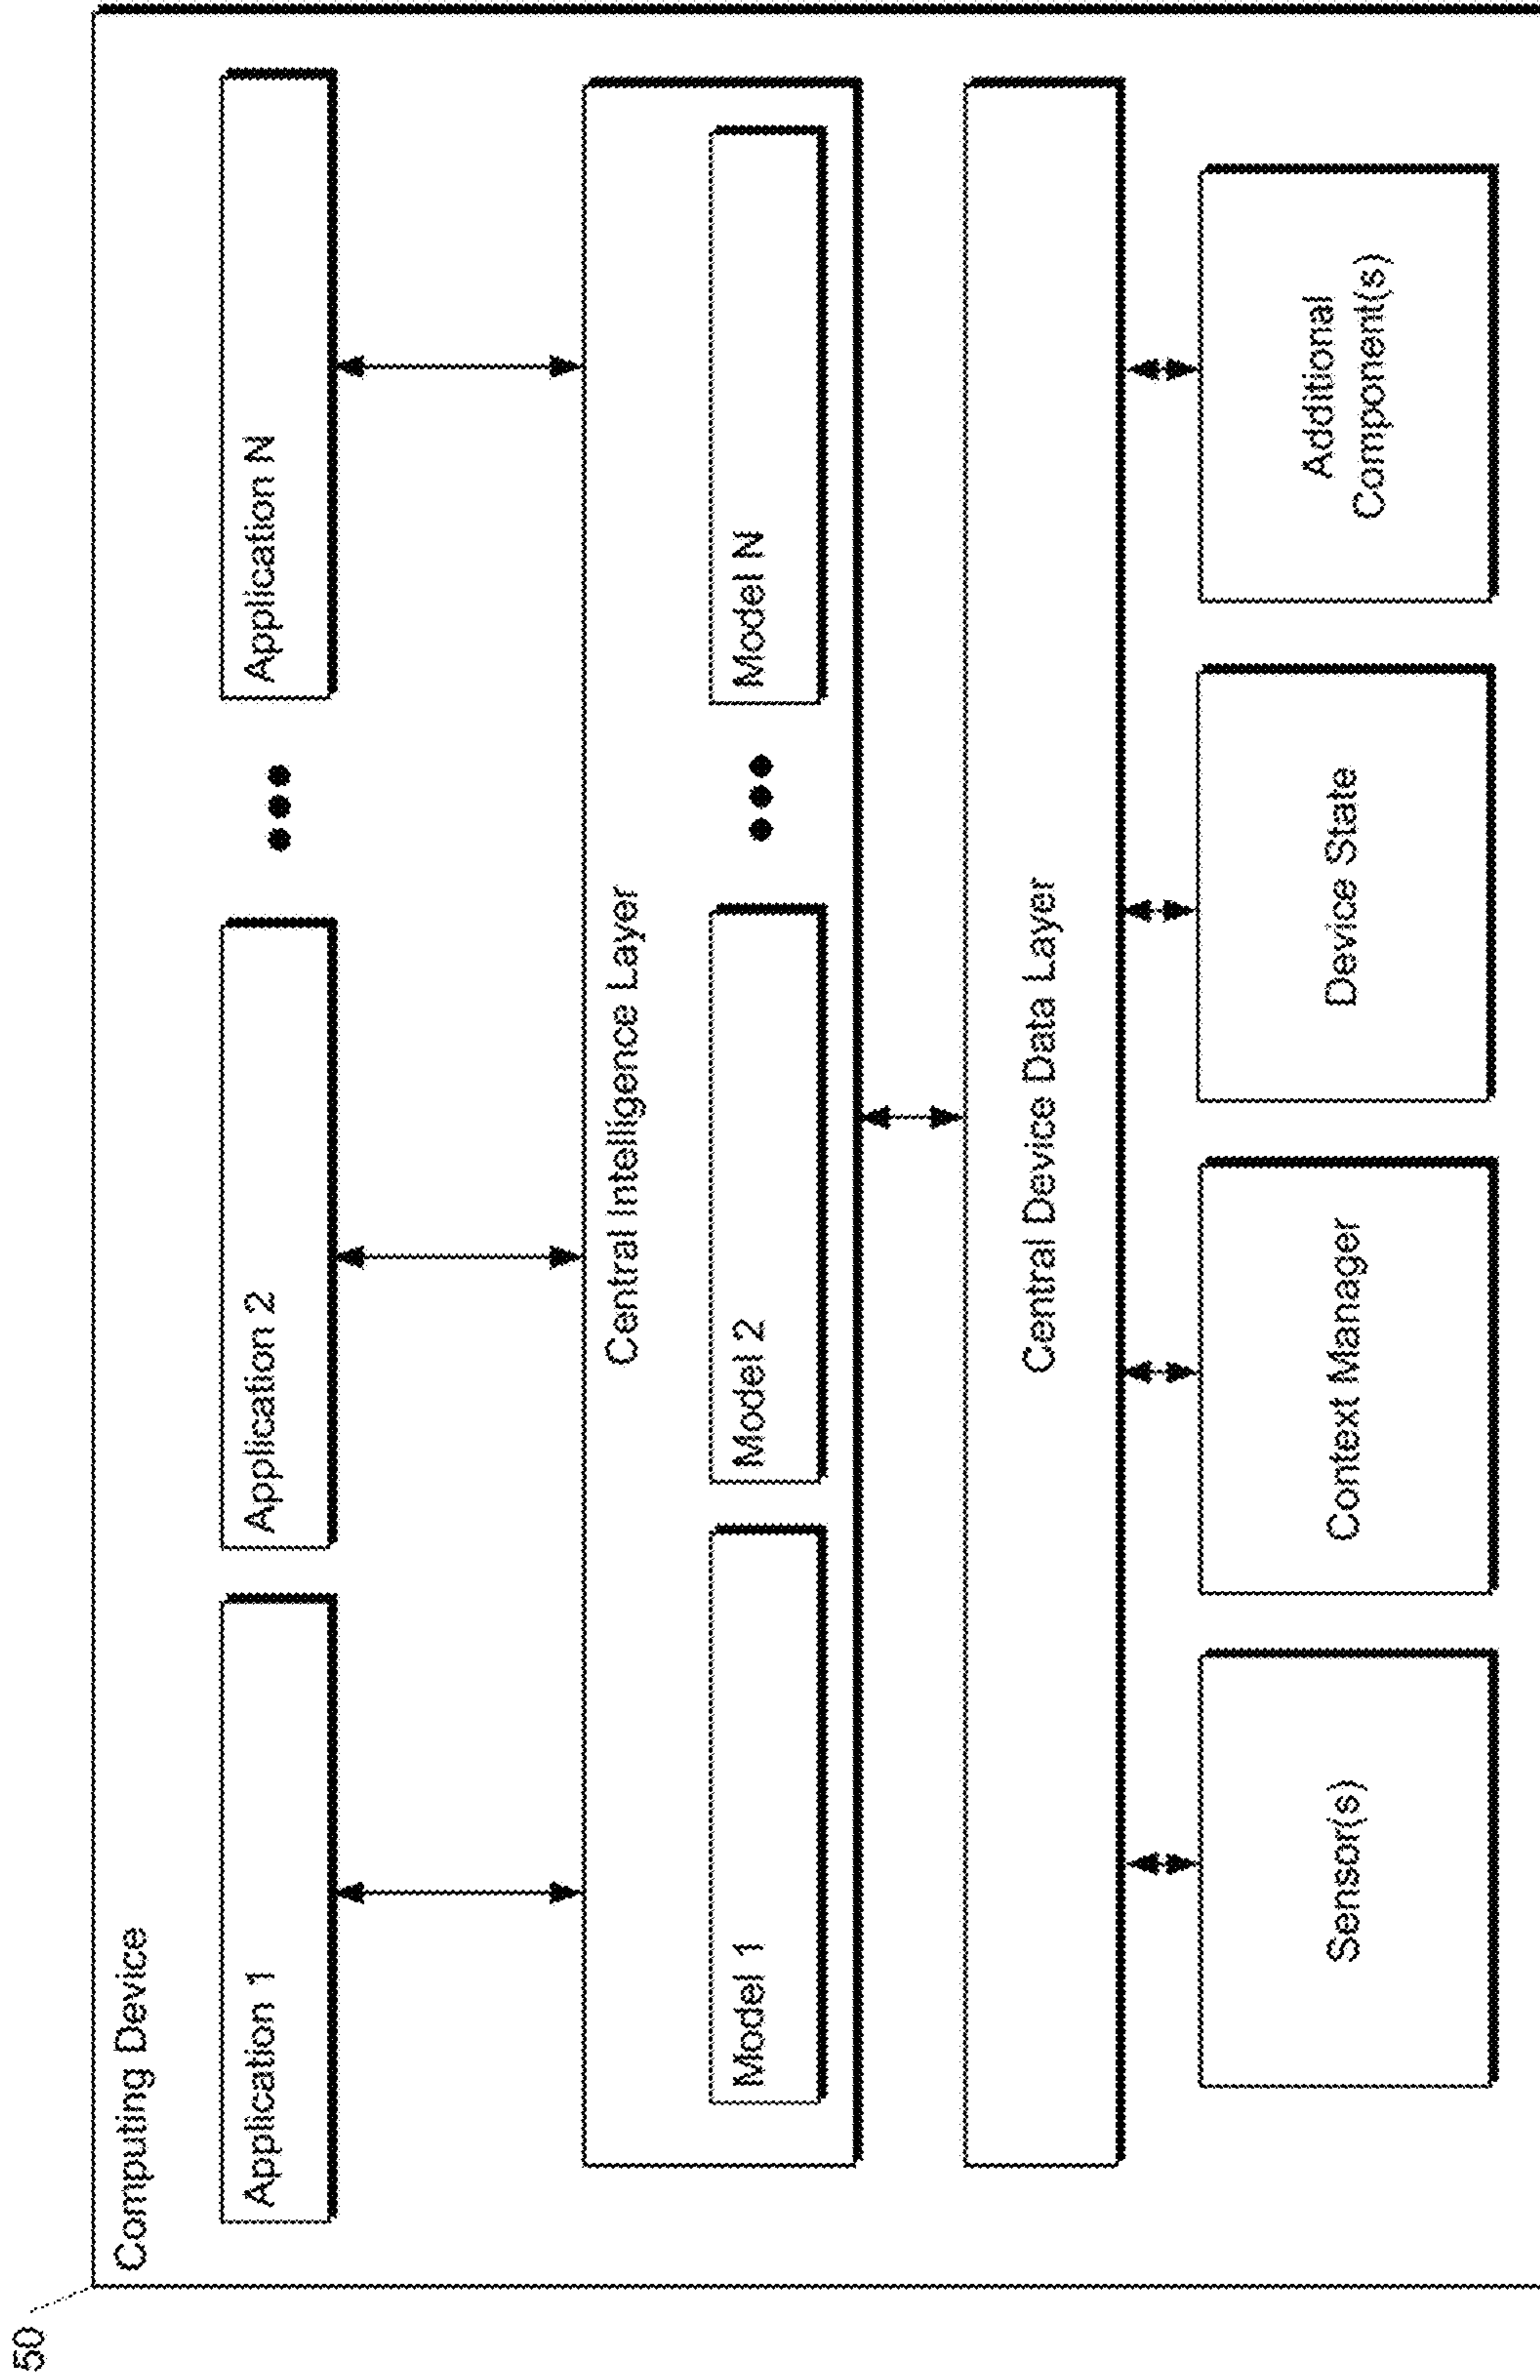 50
Computing Device
Application 1
Application 2
Application N
Central Intelligence Layer
Model 1
Model 2
Model N
Central Device Data Layer
Sensor(s)
Context Manager
Device State
Additional
Component(s)